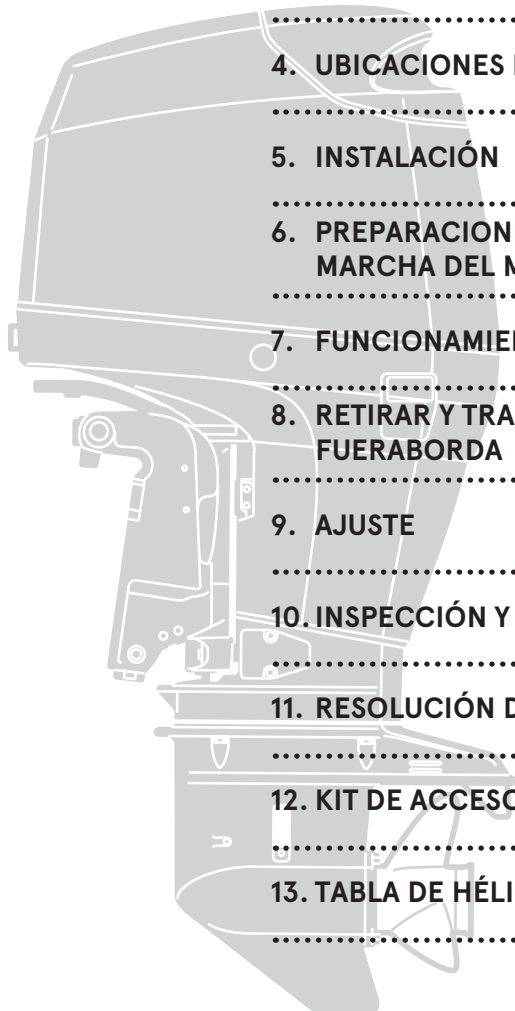 4. UBICACIONES
5. INSTALACIÓN
6. PREPARACION
MARCHA DEL
7. FUNCIONAMIE
8. RETIRAR Y TRA
FUERABORDA
9. AJUSTE
10. INSPECCIÓN Y
11. RESOLUCIÓN D
12. KIT DE ACCESO
13. TABLA DE HÉLI